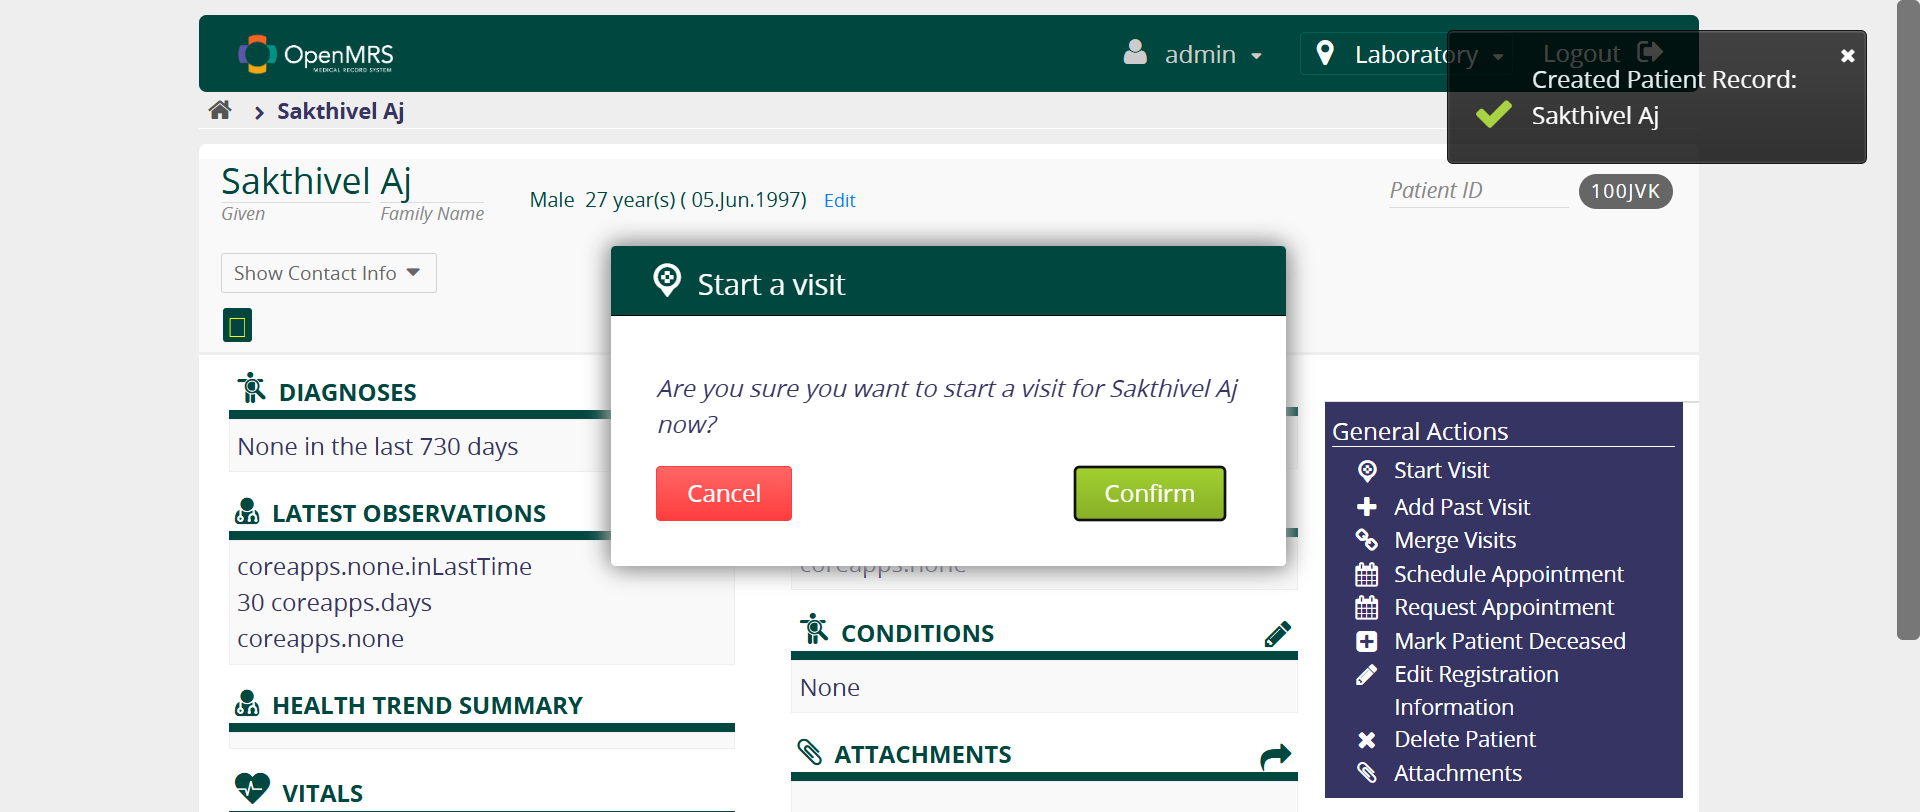 OpenMRS
MEDICAL RECORD SYSTEM
admin
Laboratory
Logout
Created Patient Record:
Sakthivel Aj
Sakthivel Aj
Sakthivel Aj
Given
Family Name
Male 27 year(s) ( 05.Jun.1997) Edit
Patient ID
100JVK
Show Contact Info
Start a visit
Are you sure you want to start a visit for Sakthivel Aj
now?
Cancel
Confirm
DIAGNOSES
None in the last 730 days
LATEST OBSERVATIONS
coreapps.none.inLastTime
30 coreapps.days
coreapps.none
HEALTH TREND SUMMARY
VITALS
coreapps.none
CONDITIONS
None
ATTACHMENTS
General Actions
Start Visit
Add Past Visit
Merge Visits
Schedule Appointment
Request Appointment
Mark Patient Deceased
Edit Registration
Information
Delete Patient
Attachments